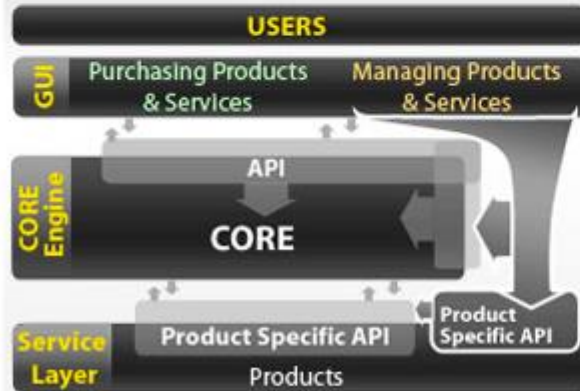 USERS
GUI
Purchasing Products
& Services
Managing Products
& Services
API
CORE
Engine
CORE
Product Specific API
Product
Specific API
Service
Layer
Products